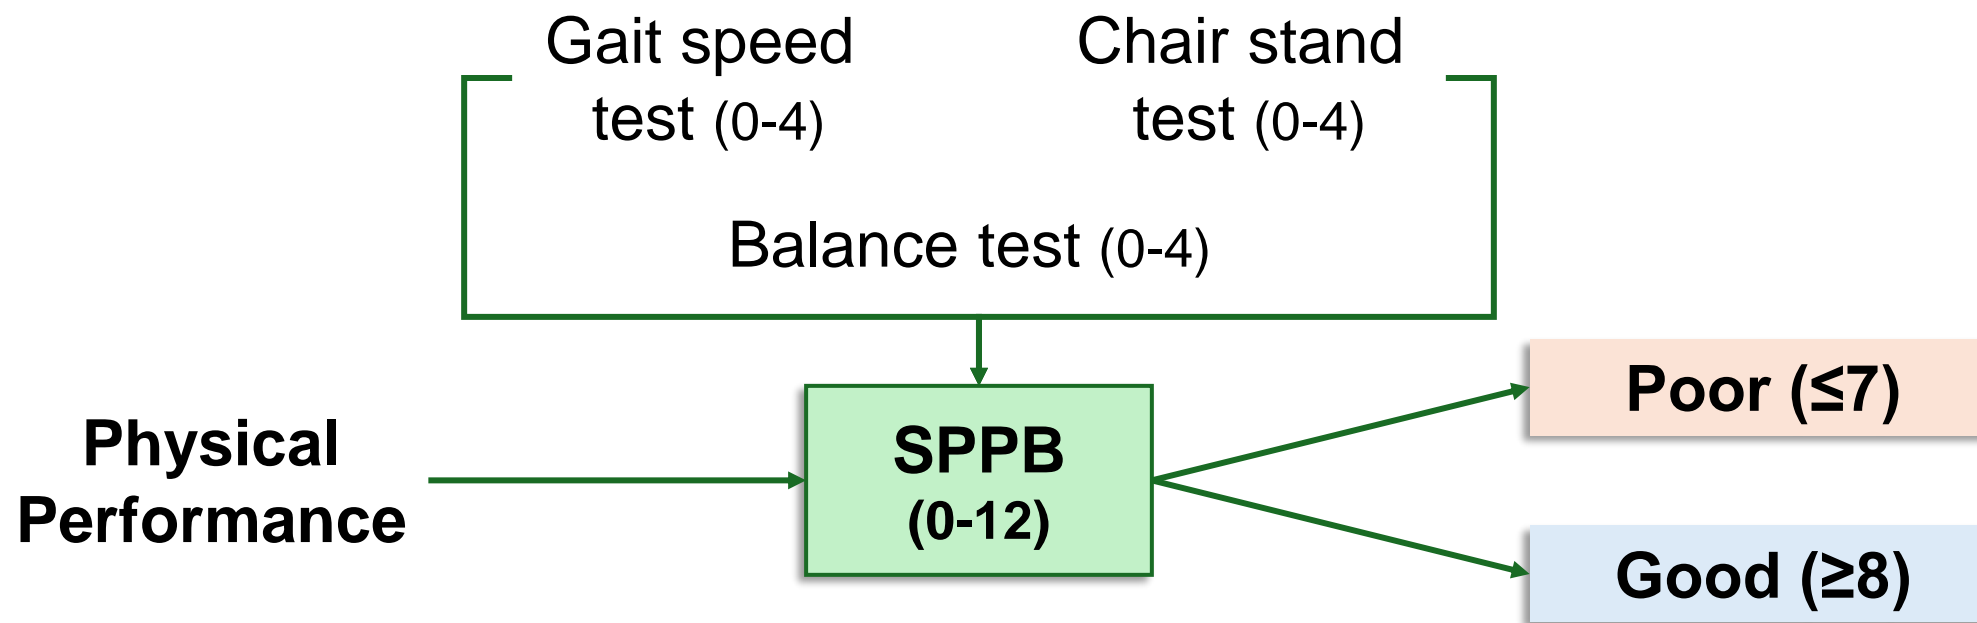 Gait speed
test (0-4)
Chair stand
test (0-4)
Balance test (0-4)
Physical
Performance
SPPB
(0-12)
Poor (≤7)
Good (≥8)